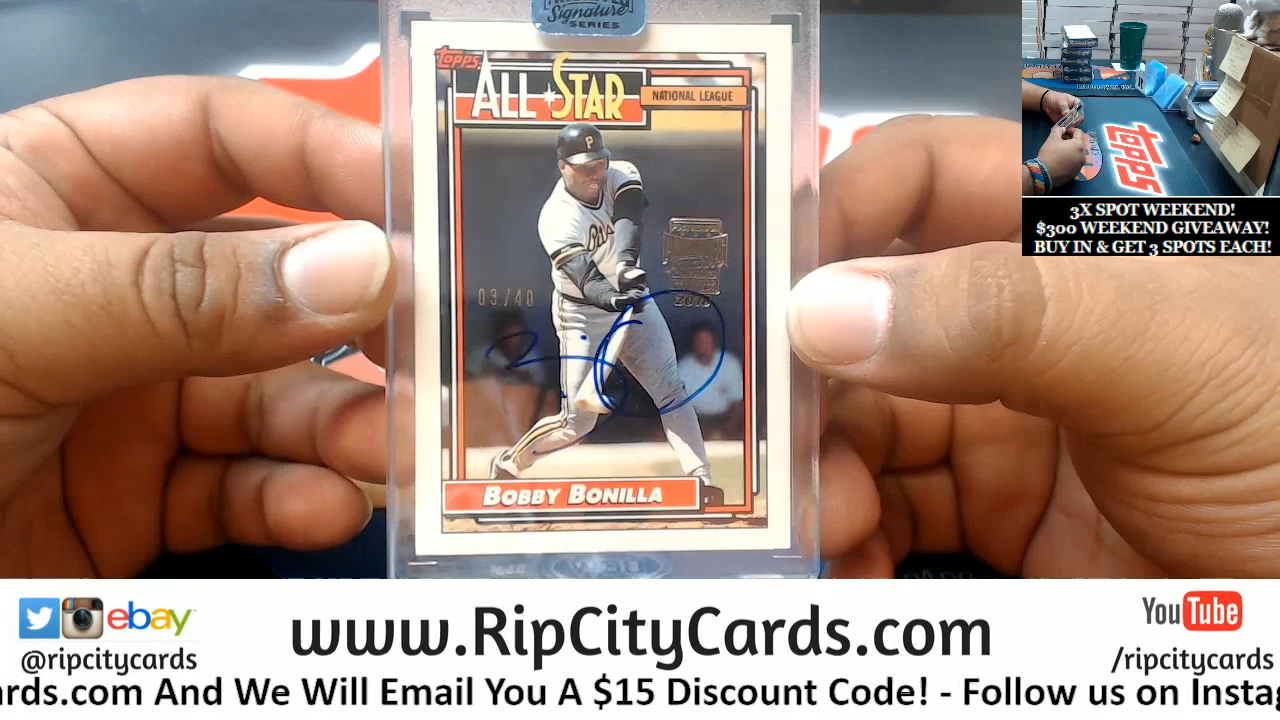 Signature
SERIES
Topps
ALL STAR
NATIONAL LEAGUE
P
03/40
BOBBY BONILLA
Topps
3X SPOT WEEKEND!
$300 WEEKEND GIVEAWAY!
BUY IN & GET 3 SPOTS EACH!
ebay
@ripcitycards
www.RipCityCards.com
YouTube
/ripcitycards
ards.com And We Will Email You A $15 Discount Code! - Follow us on Insta